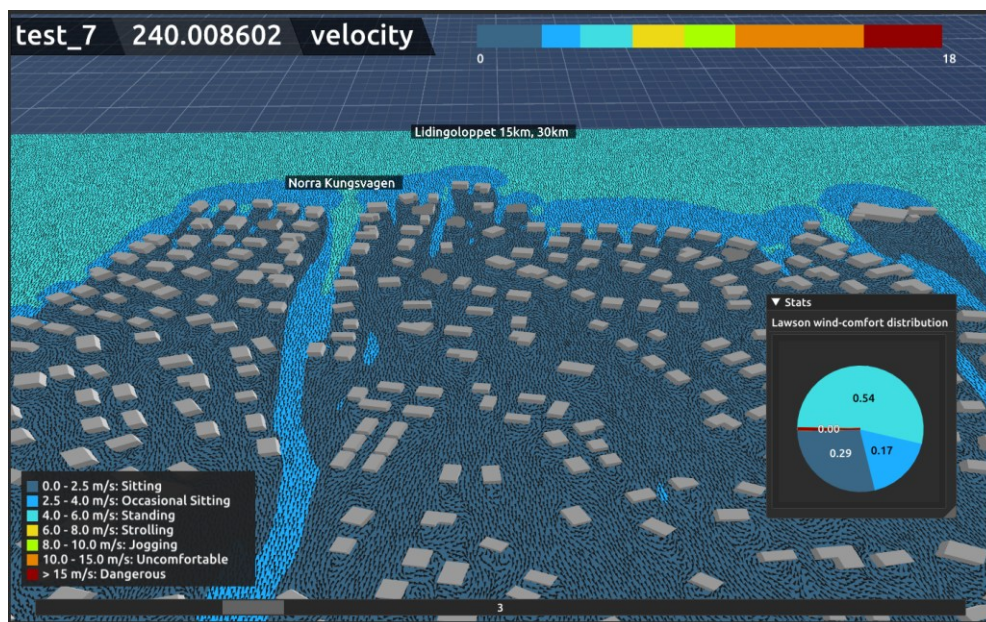 test_7 240.008602 velocity
0 18
Lidingoloppet 15km, 30km
Norra Kungsvagen
▼ Stats
Lawson wind-comfort distribution
0.54
0.00
0.29 0.17
0.0 - 2.5 m/s: Sitting
2.5 - 4.0 m/s: Occasional Sitting
4.0 - 6.0 m/s: Standing
6.0 - 8.0 m/s: Strolling
8.0 - 10.0 m/s: Jogging
10.0 - 15.0 m/s: Uncomfortable
> 15 m/s: Dangerous
3